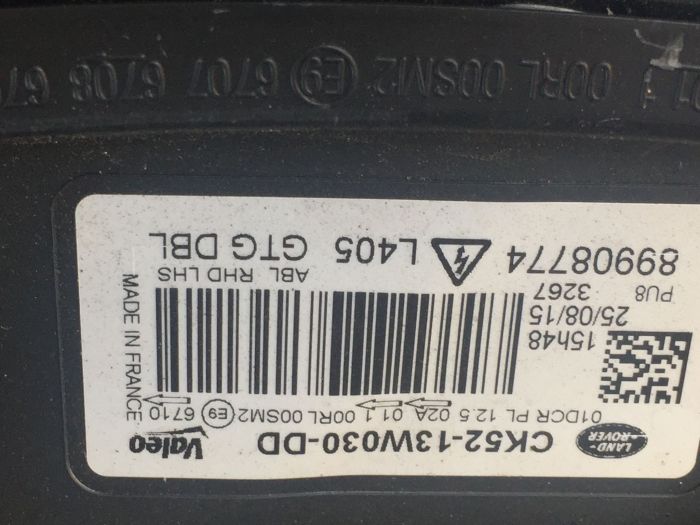 LAND-
ROVER
CK52-13W030-DD
Valeo
01DCR PL 12.5 02A 01.1 00RL 00SM2 E9 6710
15h48
25/08/15
3267
PU8
ABL RHD LHS
89908774 L405 GTG DBL
MADE IN FRANCE
1 00RL 00SM2 E9 6707 6708